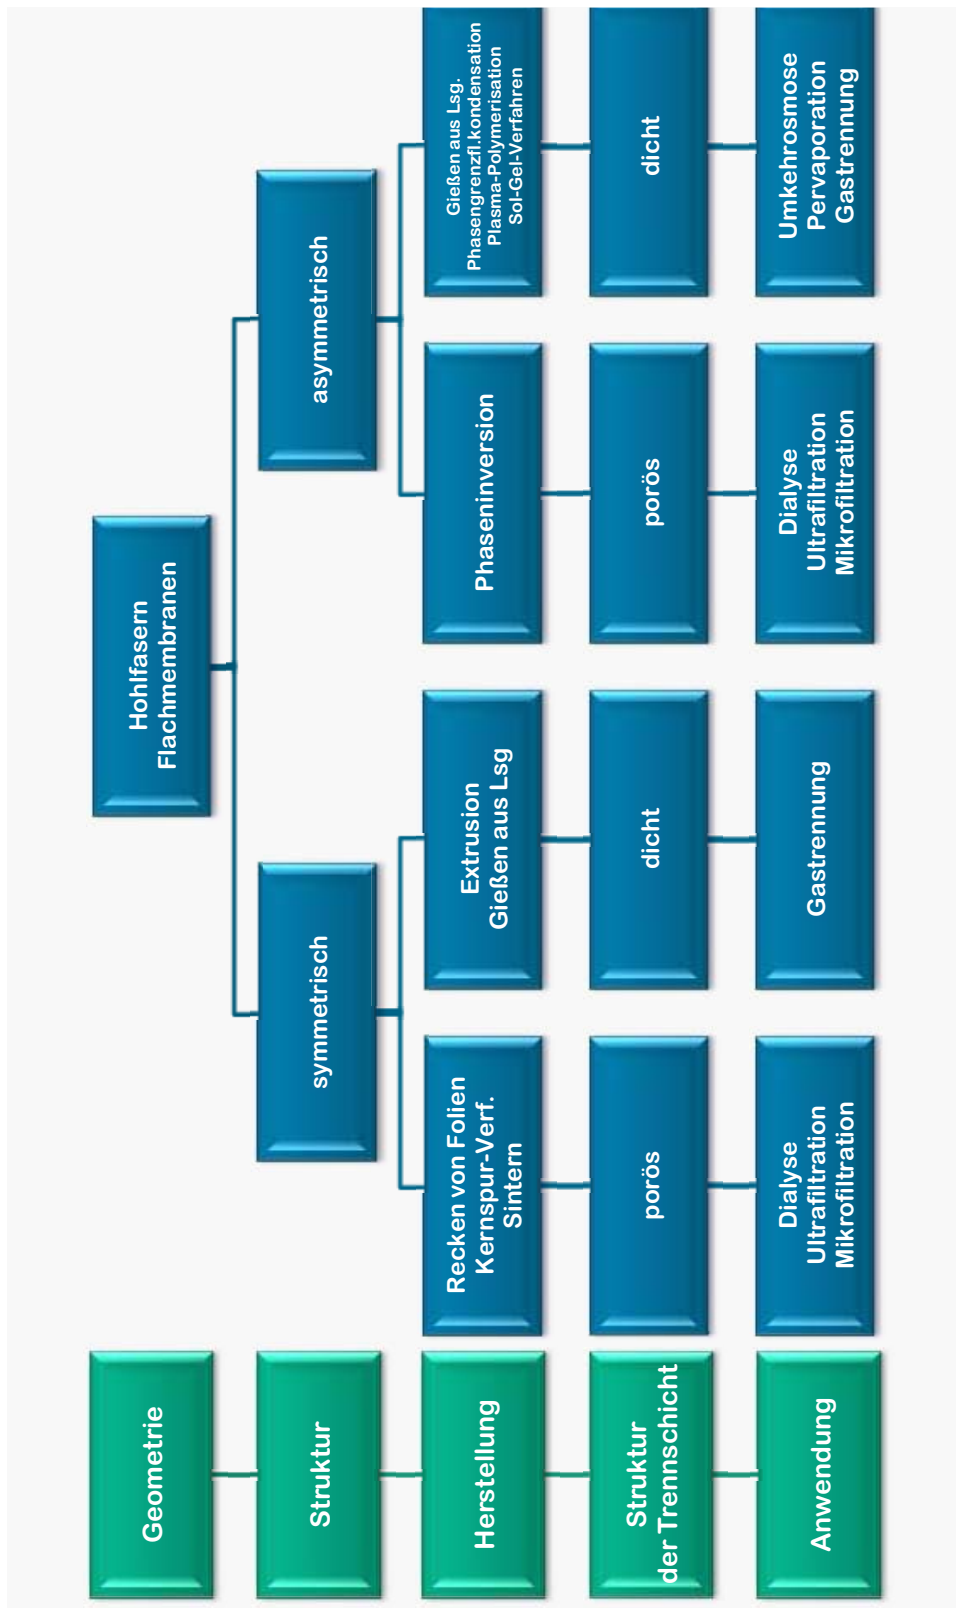 Geometrie
Hohlfasern
Flachmembranen
Struktur
symmetrisch
asymmetrisch
Herstellung
Recken von Folien
Kernspur-Verf.
Sintern
Extrusion
Gießen aus Lsg
Phaseninversion
Gießen aus Lsg.
Phasengrenzfl.kondensation
Plasma-Polymerisation
Sol-Gel-Verfahren
Struktur
der Trennschicht
porös
dicht
porös
dicht
Anwendung
Dialyse
Ultrafiltration
Mikrofiltration
Gastrennung
Dialyse
Ultrafiltration
Mikrofiltration
Umkehrosmose
Pervaporation
Gastrennung